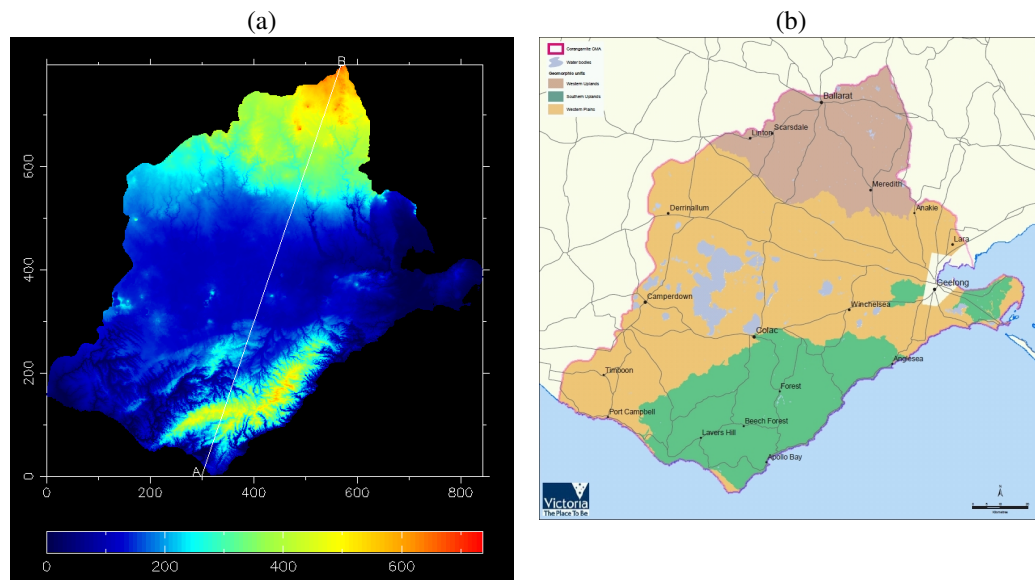 (a)
B
600
400
200
0
A
0
200
400
600
800
0
200
400
600
(b)
Corangamite CMA
Water bodies
Geomorphic units
Western Uplands
Southern Uplands
Western Plains
Ballarat
Scarsdale
Linton
Meredith
Derrinallum
Anakie
Lara
Geelong
Camperdown
Winchelsea
Colac
Anglesea
Timboon
Forest
Port Campbell
Beech Forest
Lavers Hill
Apollo Bay
Victoria
The Place To Be
N